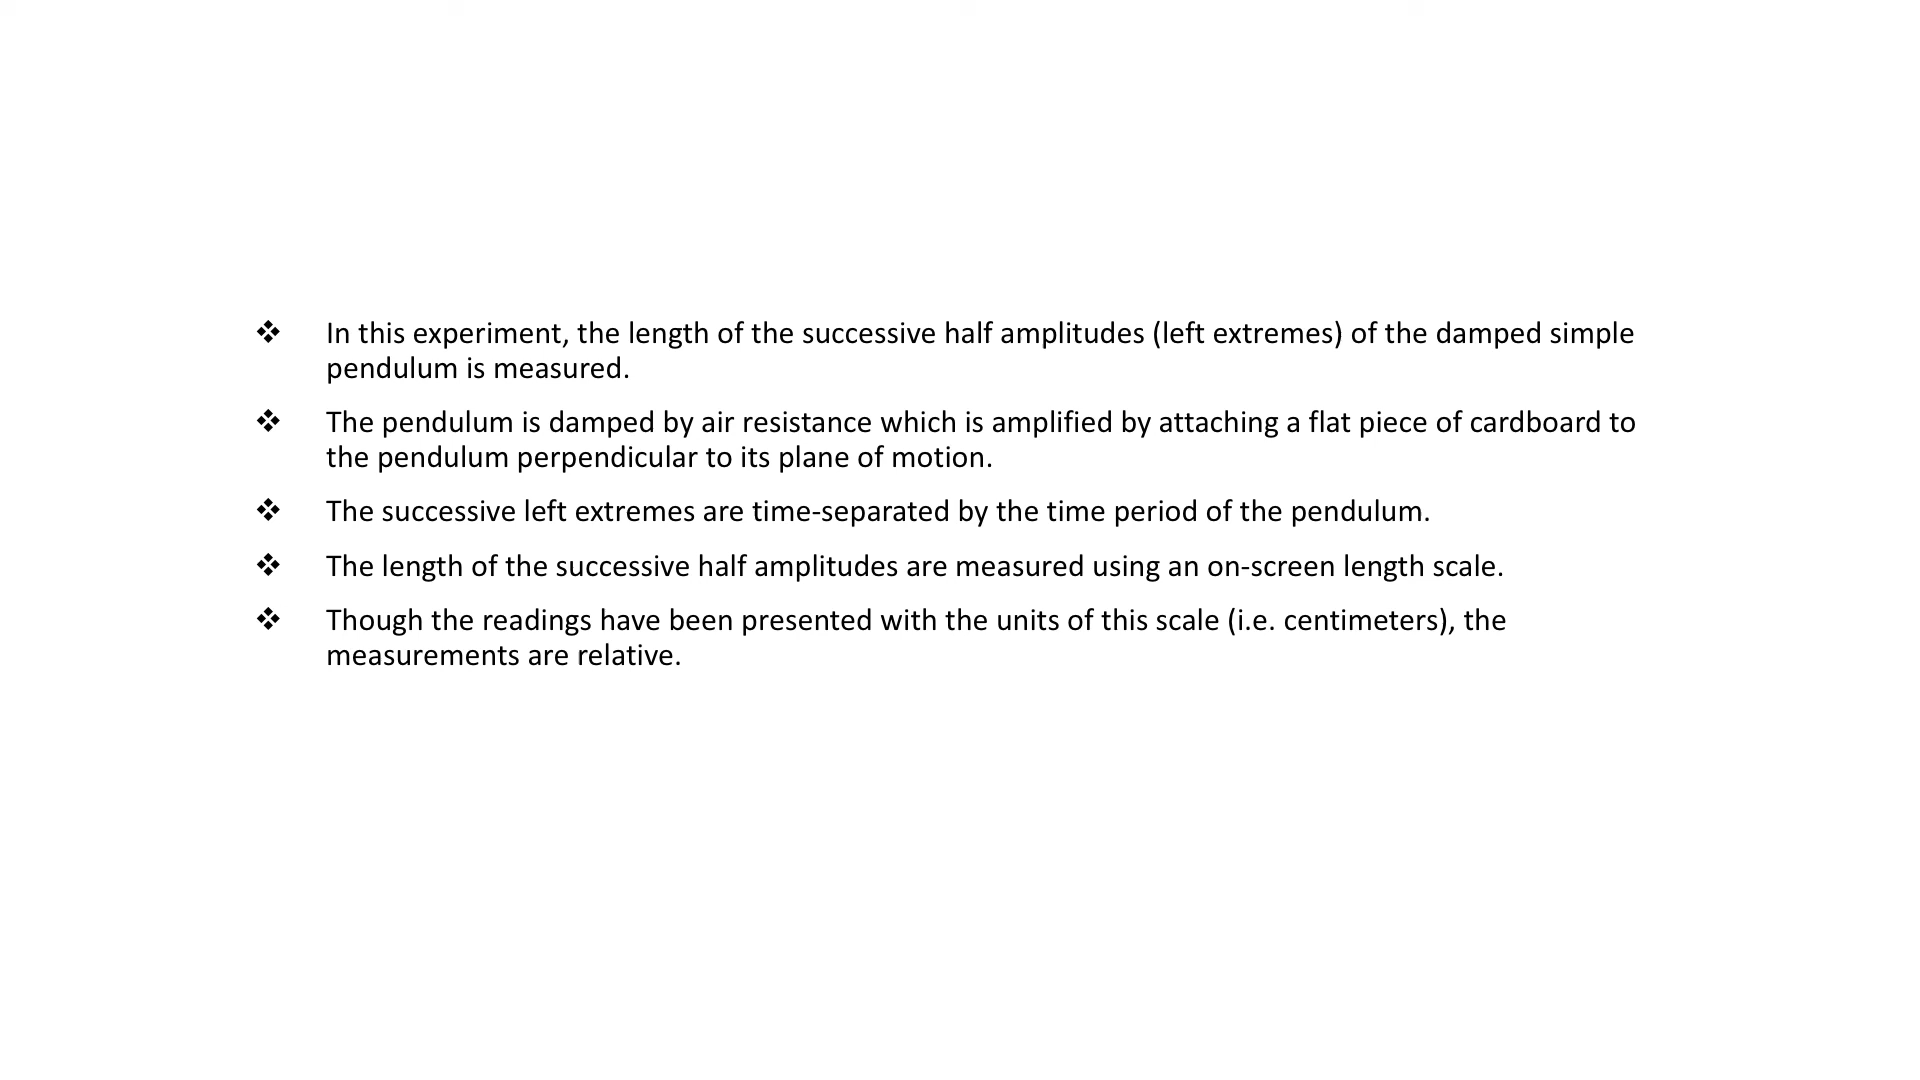 ❖ In this experiment, the length of the successive half amplitudes (left extremes) of the damped simple
pendulum is measured.
❖ The pendulum is damped by air resistance which is amplified by attaching a flat piece of cardboard to
the pendulum perpendicular to its plane of motion.
❖ The successive left extremes are time-separated by the time period of the pendulum.
❖ The length of the successive half amplitudes are measured using an on-screen length scale.
❖ Though the readings have been presented with the units of this scale (i.e. centimeters), the
measurements are relative.